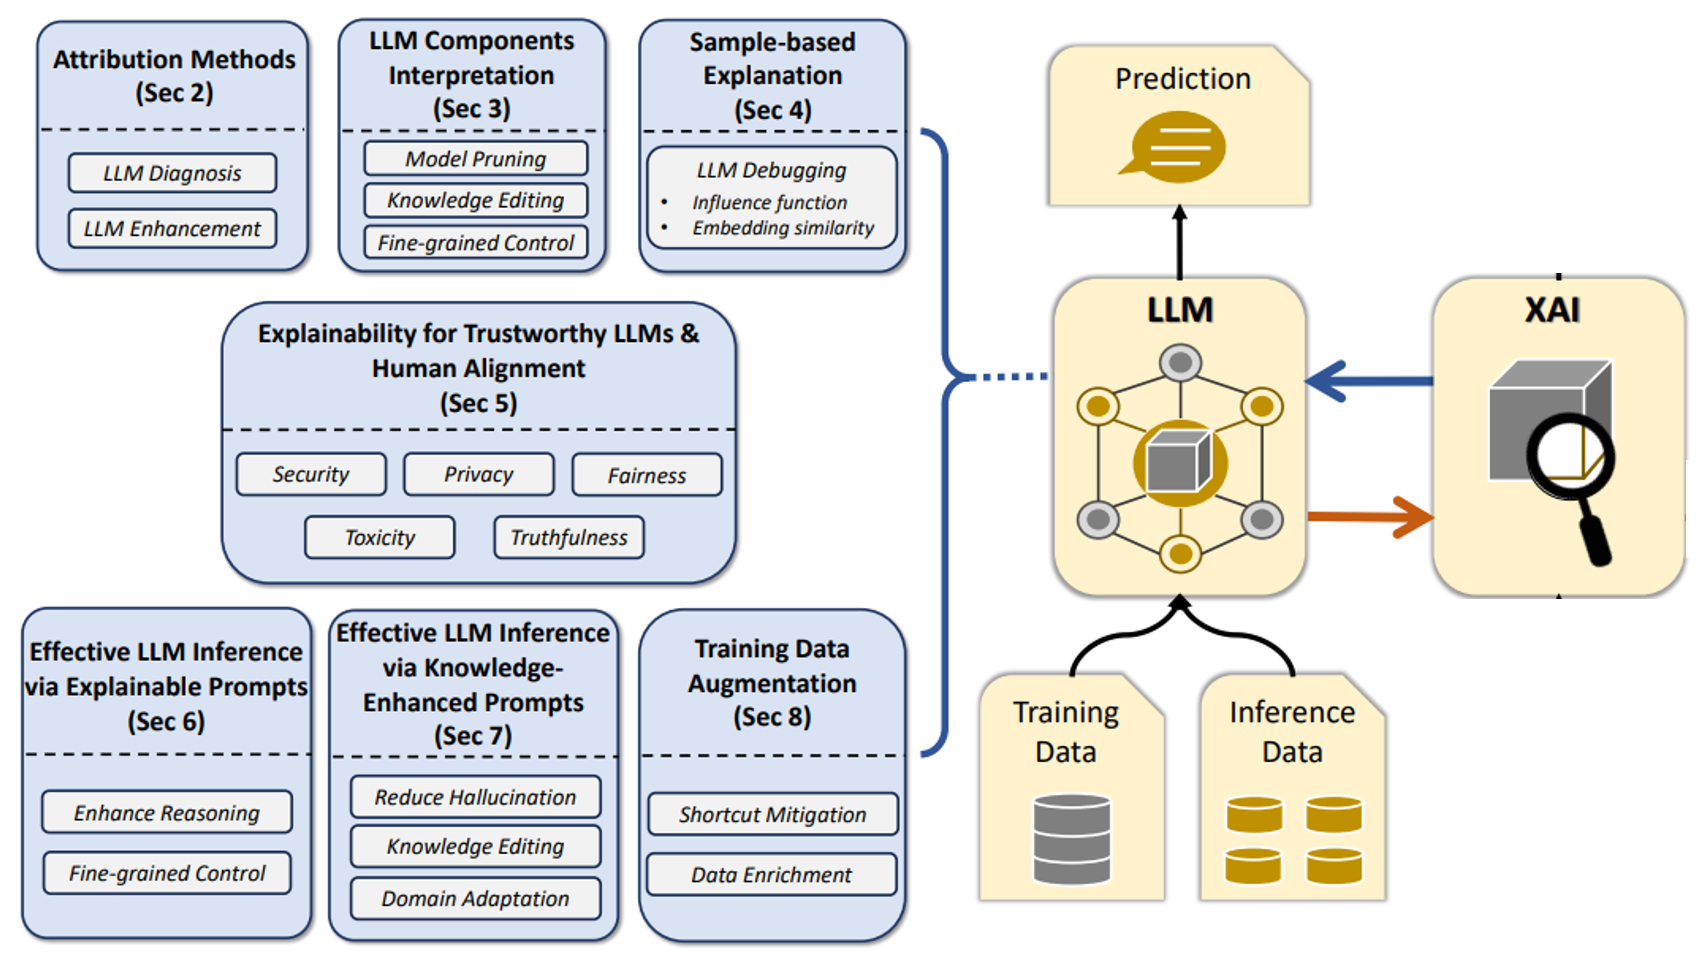 Attribution Methods
(Sec 2)
LLM Diagnosis
LLM Enhancement
LLM Components
Interpretation
(Sec 3)
Model Pruning
Knowledge Editing
Fine-grained Control
Sample-based
Explanation
(Sec 4)
LLM Debugging
• Influence function
• Embedding similarity
Explainability for Trustworthy LLMs &
Human Alignment
(Sec 5)
Security
Privacy
Fairness
Toxicity
Truthfulness
Effective LLM Inference
via Explainable Prompts
(Sec 6)
Enhance Reasoning
Fine-grained Control
Effective LLM Inference
via Knowledge-
Enhanced Prompts
(Sec 7)
Reduce Hallucination
Knowledge Editing
Domain Adaptation
Training Data
Augmentation
(Sec 8)
Shortcut Mitigation
Data Enrichment
Prediction
LLM
XAI
Training
Data
Inference
Data